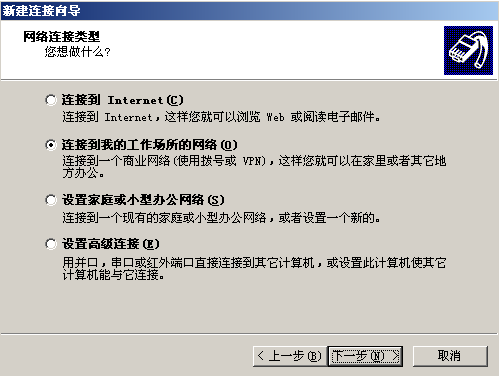 新建连接向导
网络连接类型
您想做什么?
连接到 Internet(C)
连接到 Internet，这样您就可以浏览 Web 或阅读电子邮件。
连接到我的工作场所的网络(O)
连接到一个商业网络(使用拨号或 VPN)，这样您就可以在家里或者其它地
方办公。
设置家庭或小型办公网络(S)
连接到一个现有的家庭或小型办公网络，或者设置一个新的。
设置高级连接(E)
用并口，串口或红外端口直接连接到其它计算机，或设置此计算机使其它
计算机能与它连接。
< 上一步(B) 下一步(N) > 取消